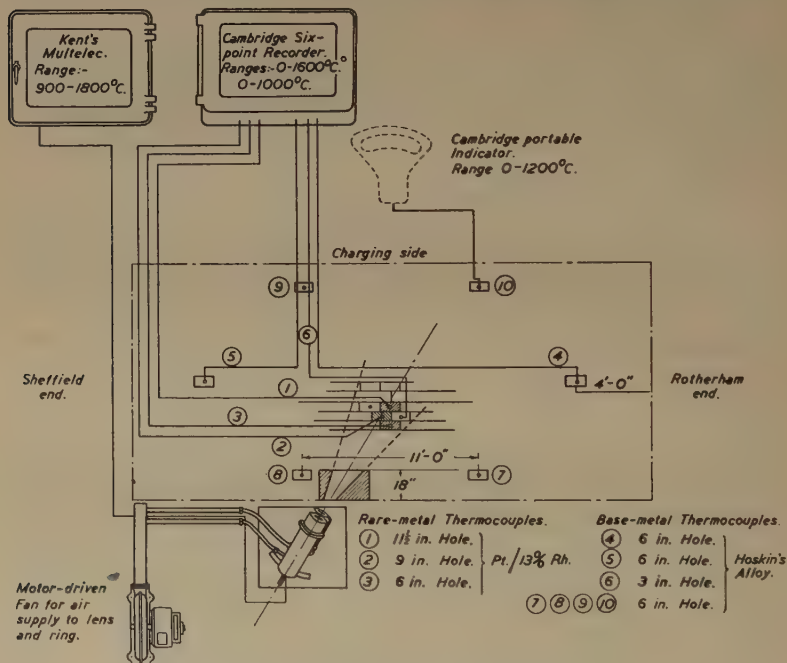 Kent's
Multelec.
Range:-
900-1800°C.
Cambridge Six-
point Recorder.
Ranges:-0-1600°C.
0-1000°C.
Cambridge portable
Indicator.
Range 0-1200°C.
Charging side
9
10
6
5
4
Sheffield
end.
1
4'-0"
Rotherham
end.
3
2
11'-0"
8
18"
7
Rare-metal Thermocouples.
1 11½ in. Hole.
2 9 in. Hole.
3 6 in. Hole.
Pt./13% Rh.
Base-metal Thermocouples.
4 6 in. Hole.
5 6 in. Hole.
6 3 in. Hole.
7 8 9 10 6 in. Hole.
Hoskin's
Alloy.
Motor-driven
Fan for air
supply to lens
and ring.